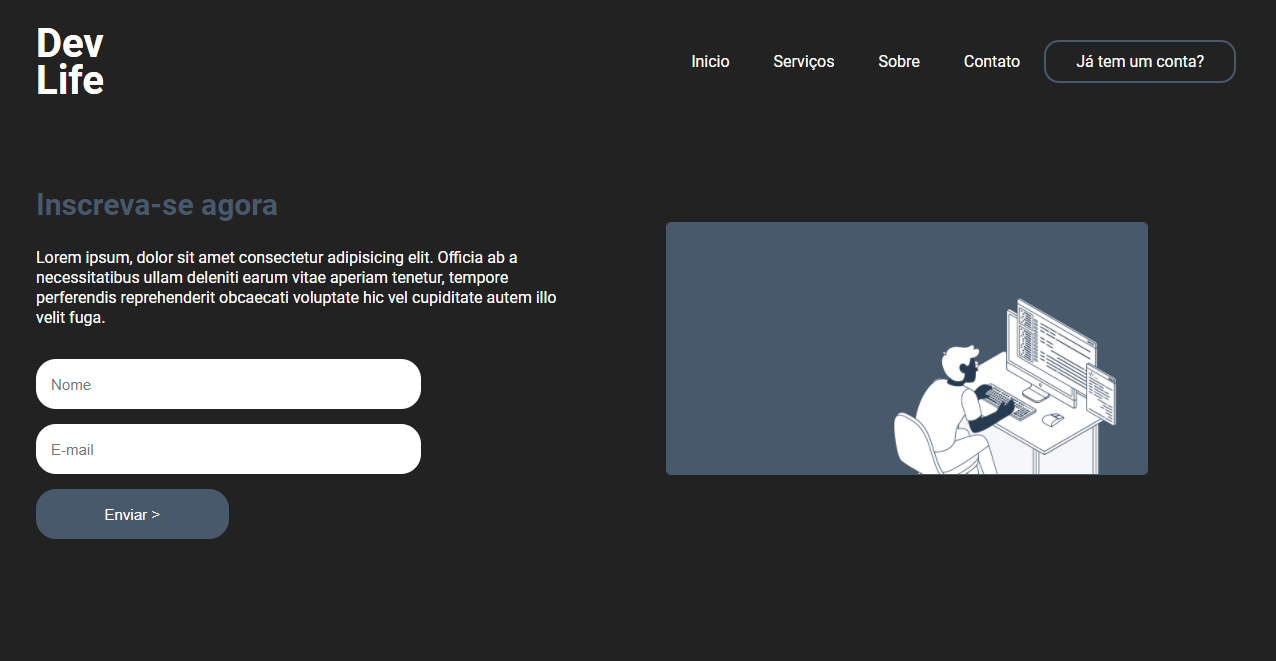 Dev
Life
Inicio
Serviços
Sobre
Contato
Já tem um conta?
Inscreva-se agora
Lorem ipsum, dolor sit amet consectetur adipisicing elit. Officia ab a
necessitatibus ullam deleniti earum vitae aperiam tenetur, tempore
perferendis reprehenderit obcaecati voluptate hic vel cupiditate autem illo
velit fuga.
Nome
E-mail
Enviar >